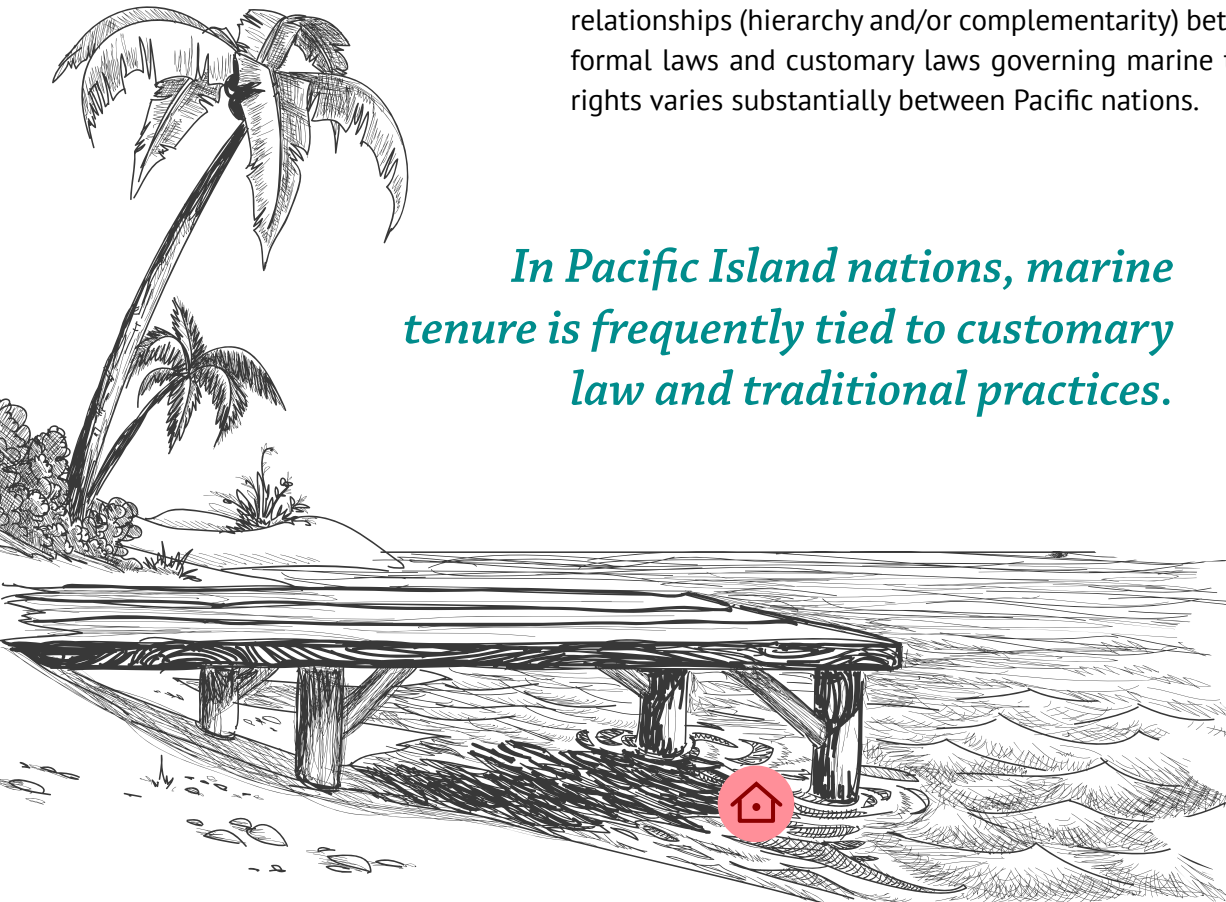 relationships (hierarchy and/or complementarity)
formal laws and customary laws governing marine
rights varies substantially between Pacific nations.
In Pacific Island nations, marine
tenure is frequently tied to customary
law and traditional practices.